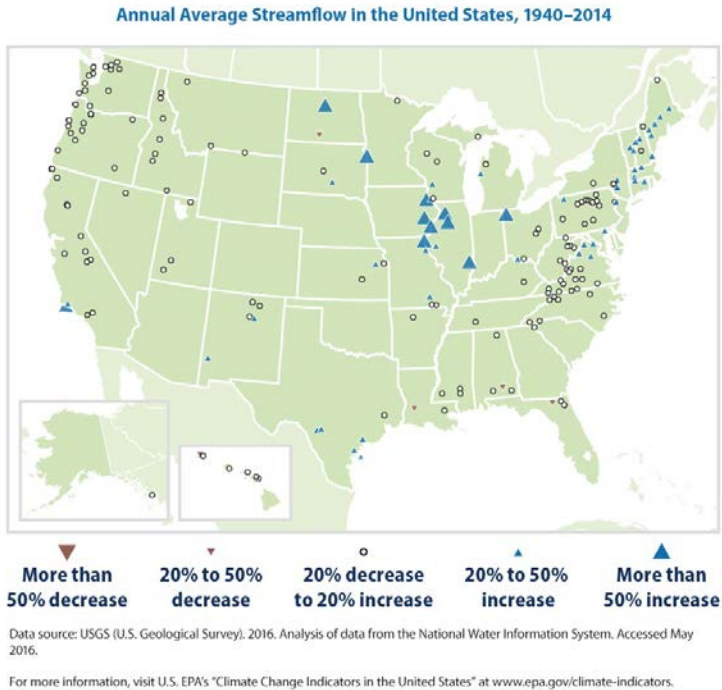 Annual Average Streamflow in the United States, 1940–2014
More than
50% decrease
20% to 50%
decrease
20% decrease
to 20% increase
20% to 50%
increase
More than
50% increase
Data source: USGS (U.S. Geological Survey). 2016. Analysis of data from the National Water Information System. Accessed May
2016.
For more information, visit U.S. EPA's "Climate Change Indicators in the United States" at www.epa.gov/climate-indicators.